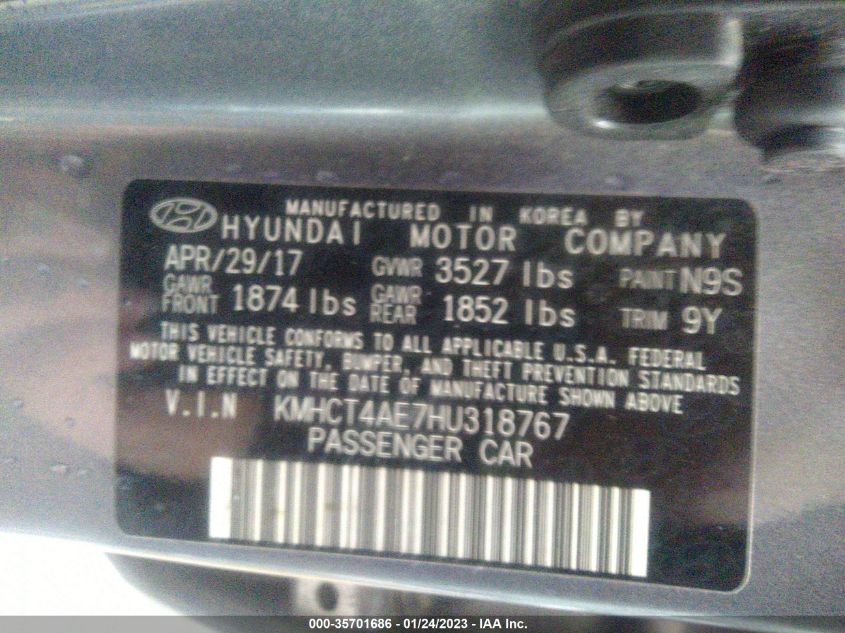 MANUFACTURED IN KOREA BY
HYUNDAI MOTOR COMPANY
APR/29/17 GVWR 3527 lbs PAINT N9S
GAWR FRONT 1874 lbs GAWR REAR 1852 lbs TRIM 9Y
THIS VEHICLE CONFORMS TO ALL APPLICABLE U.S.A. FEDERAL
MOTOR VEHICLE SAFETY, BUMPER, AND THEFT PREVENTION STANDARDS
IN EFFECT ON THE DATE OF MANUFACTURE SHOWN ABOVE
V.I.N KMHCT4AE7HU318767
PASSENGER CAR
000-35701686 - 01/24/2023 - IAA Inc.